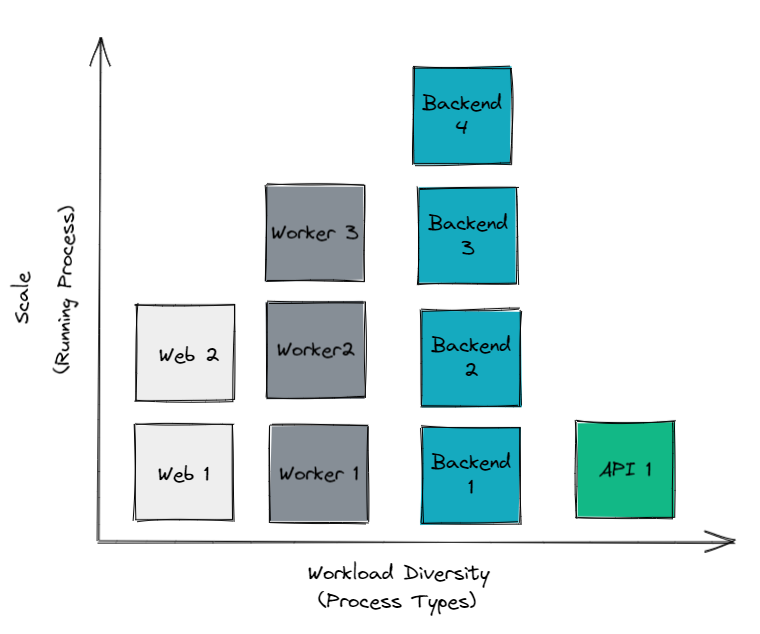 Backend
4
Worker 3
Backend
3
Scale
(Running Process)
Web 2
Worker2
Backend
2
Web 1
Worker 1
Backend
1
API 1
Workload Diversity
(Process Types)